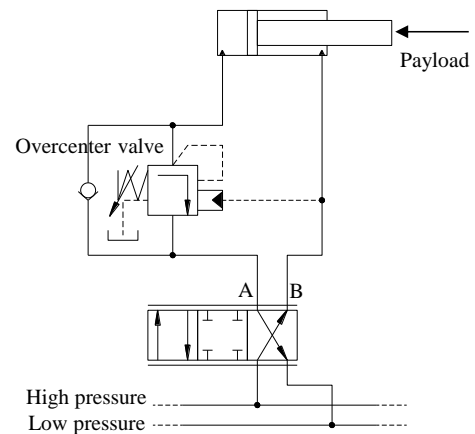 Payload
Overcenter valve
A B
High pressure
Low pressure